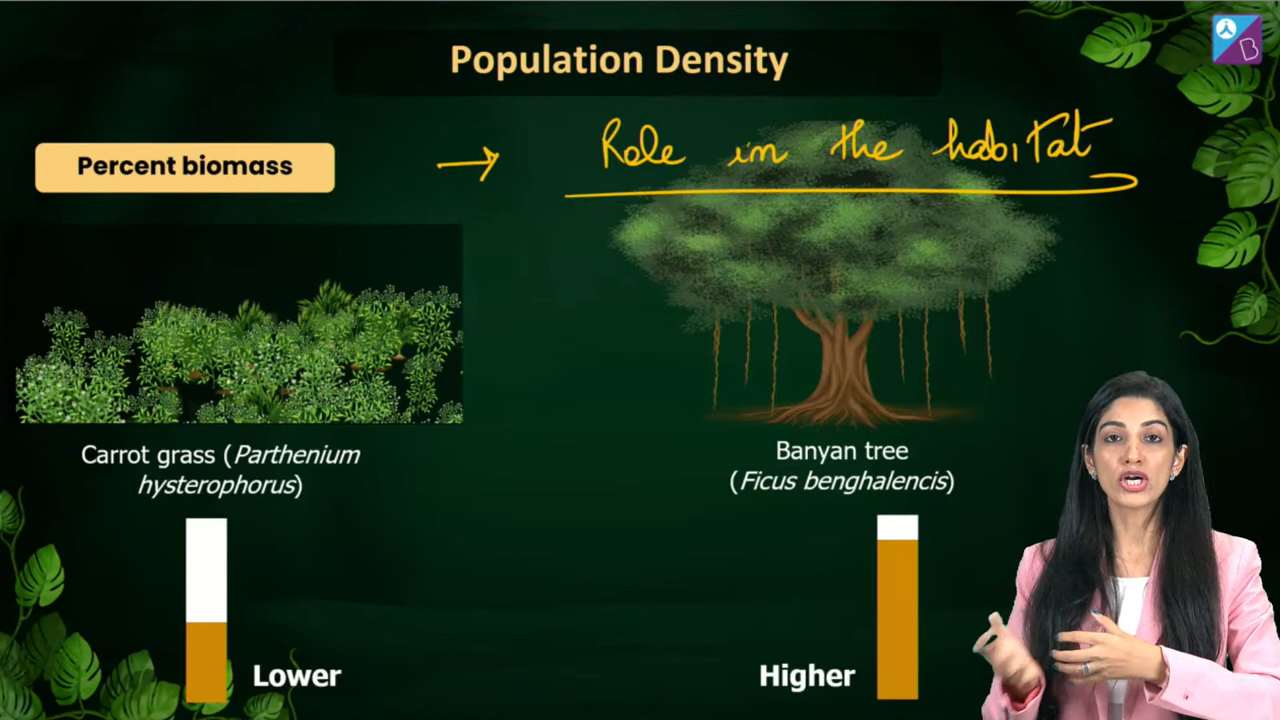 Population Density
Percent biomass
→ Role in the habitat
Carrot grass (Parthenium
hysterophorus)
Banyan tree
(Ficus benghalencis)
Lower
Higher
B